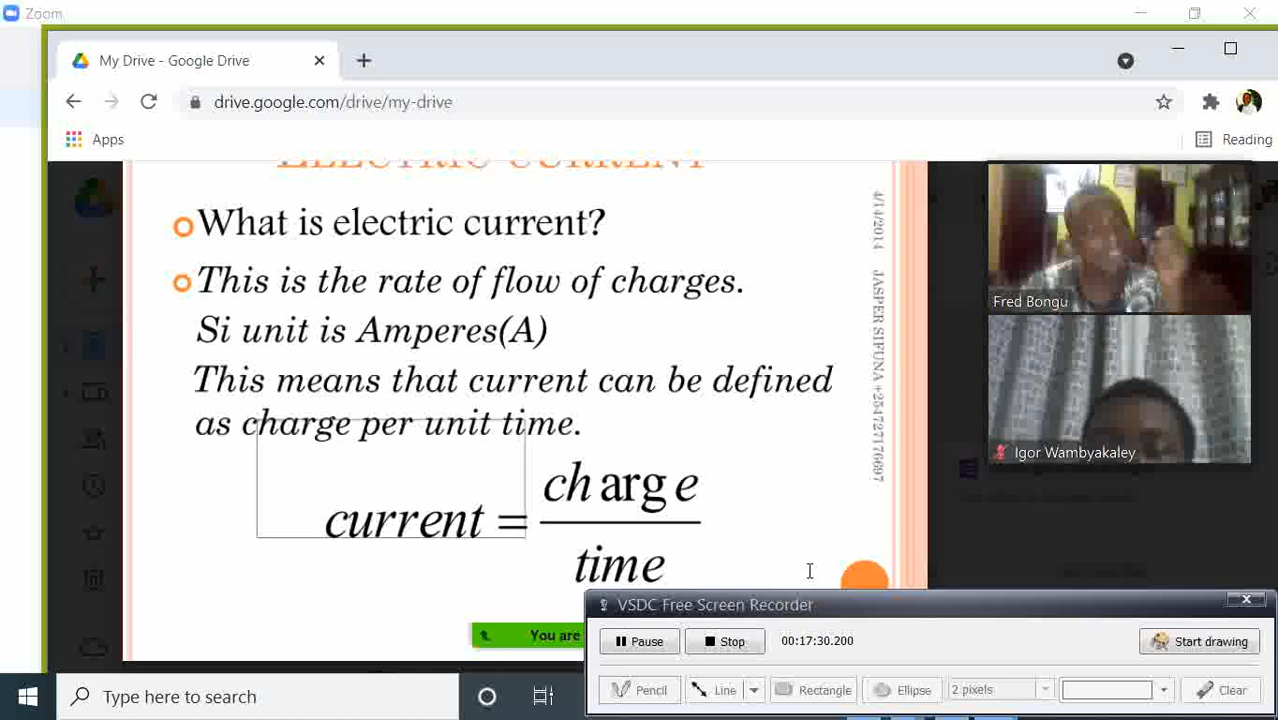 Zoom
My Drive - Google Drive
drive.google.com/drive/my-drive
Apps
Reading
ELECTRIC CURRENT
What is electric current?
This is the rate of flow of charges.
Si unit is Amperes(A)
This means that current can be defined
as charge per unit time.
current = charge
time
4/14/2014 JASPER SIFUNA +254727176697
Fred Bongu
Igor Wambyakaley
You are
VSDC Free Screen Recorder
Pause
Stop
00:17:30.200
Start drawing
Pencil
Line
Rectangle
Ellipse
2 pixels
Clear
Type here to search